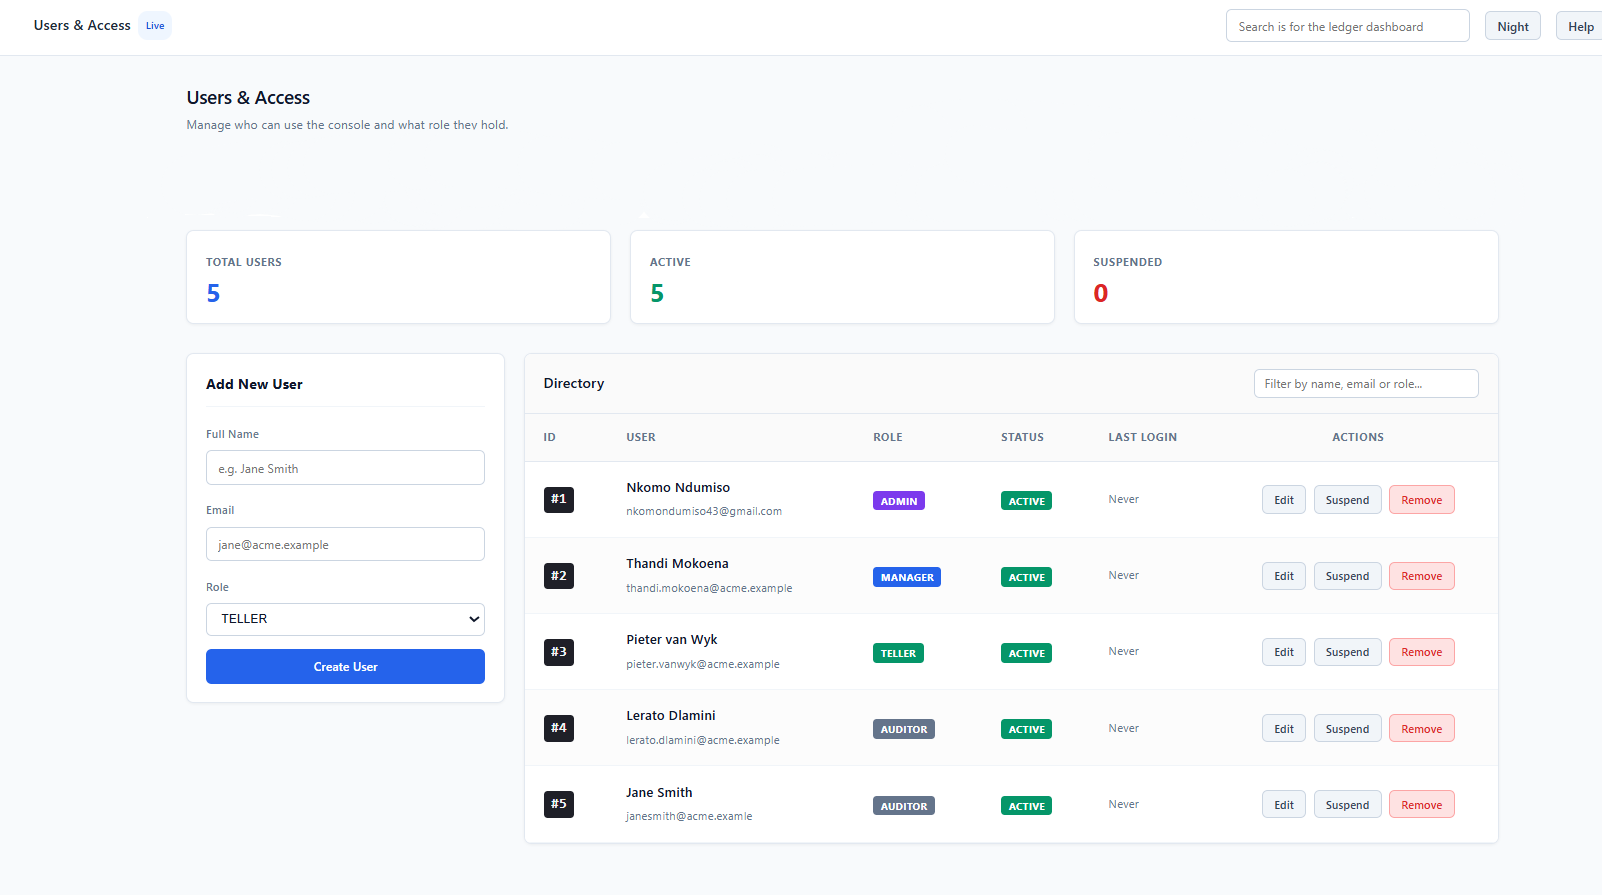 Users & Access Live Search is for the ledger dashboard Night Help
Users & Access
Manage who can use the console and what role they hold.
TOTAL USERS
5
ACTIVE
5
SUSPENDED
0
Add New User
Full Name
e.g. Jane Smith
Email
jane@acme.example
Role
TELLER
Create User
Directory Filter by name, email or role...
ID USER ROLE STATUS LAST LOGIN ACTIONS
#1 Nkomo Ndumiso ADMIN ACTIVE Never Edit Suspend Remove
nkomondumiso43@gmail.com
#2 Thandi Mokoena MANAGER ACTIVE Never Edit Suspend Remove
thandi.mokoena@acme.example
#3 Pieter van Wyk TELLER ACTIVE Never Edit Suspend Remove
pieter.vanwyk@acme.example
#4 Lerato Dlamini AUDITOR ACTIVE Never Edit Suspend Remove
lerato.dlamini@acme.example
#5 Jane Smith AUDITOR ACTIVE Never Edit Suspend Remove
janesmith@acme.examle